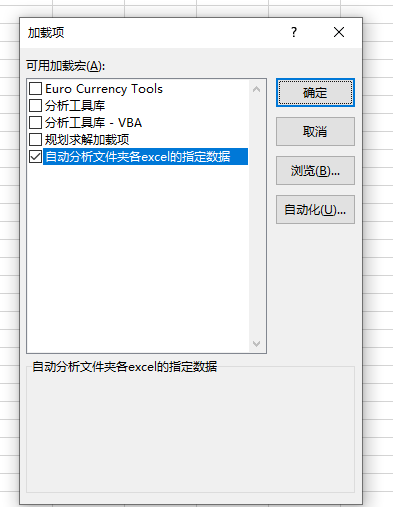 加载项
?
可用加载宏(A):
Euro Currency Tools
分析工具库
分析工具库 - VBA
规划求解加载项
自动分析文件夹各excel的指定数据
确定
取消
浏览(B)...
自动化(U)...
自动分析文件夹各excel的指定数据